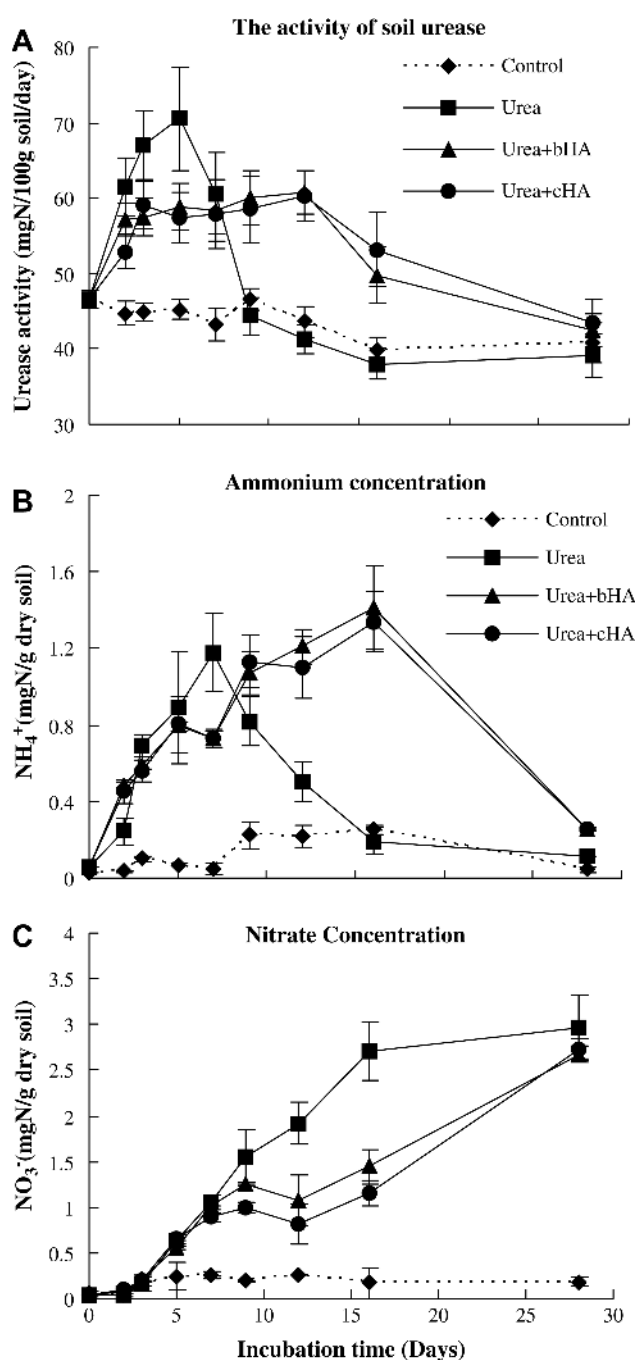 A
The activity of soil urease
Urease activity (mgN/100g soil/day)
80
70
60
50
40
30
Control
Urea
Urea+bHA
Urea+cHA
B
Ammonium concentration
NH₄⁺(mgN/g dry soil)
2
1.6
1.2
0.8
0.4
0
Control
Urea
Urea+bHA
Urea+cHA
C
Nitrate Concentration
NO₃⁻(mgN/g dry soil)
4
3.5
3
2.5
2
1.5
1
0.5
0
0 5 10 15 20 25 30
Incubation time (Days)